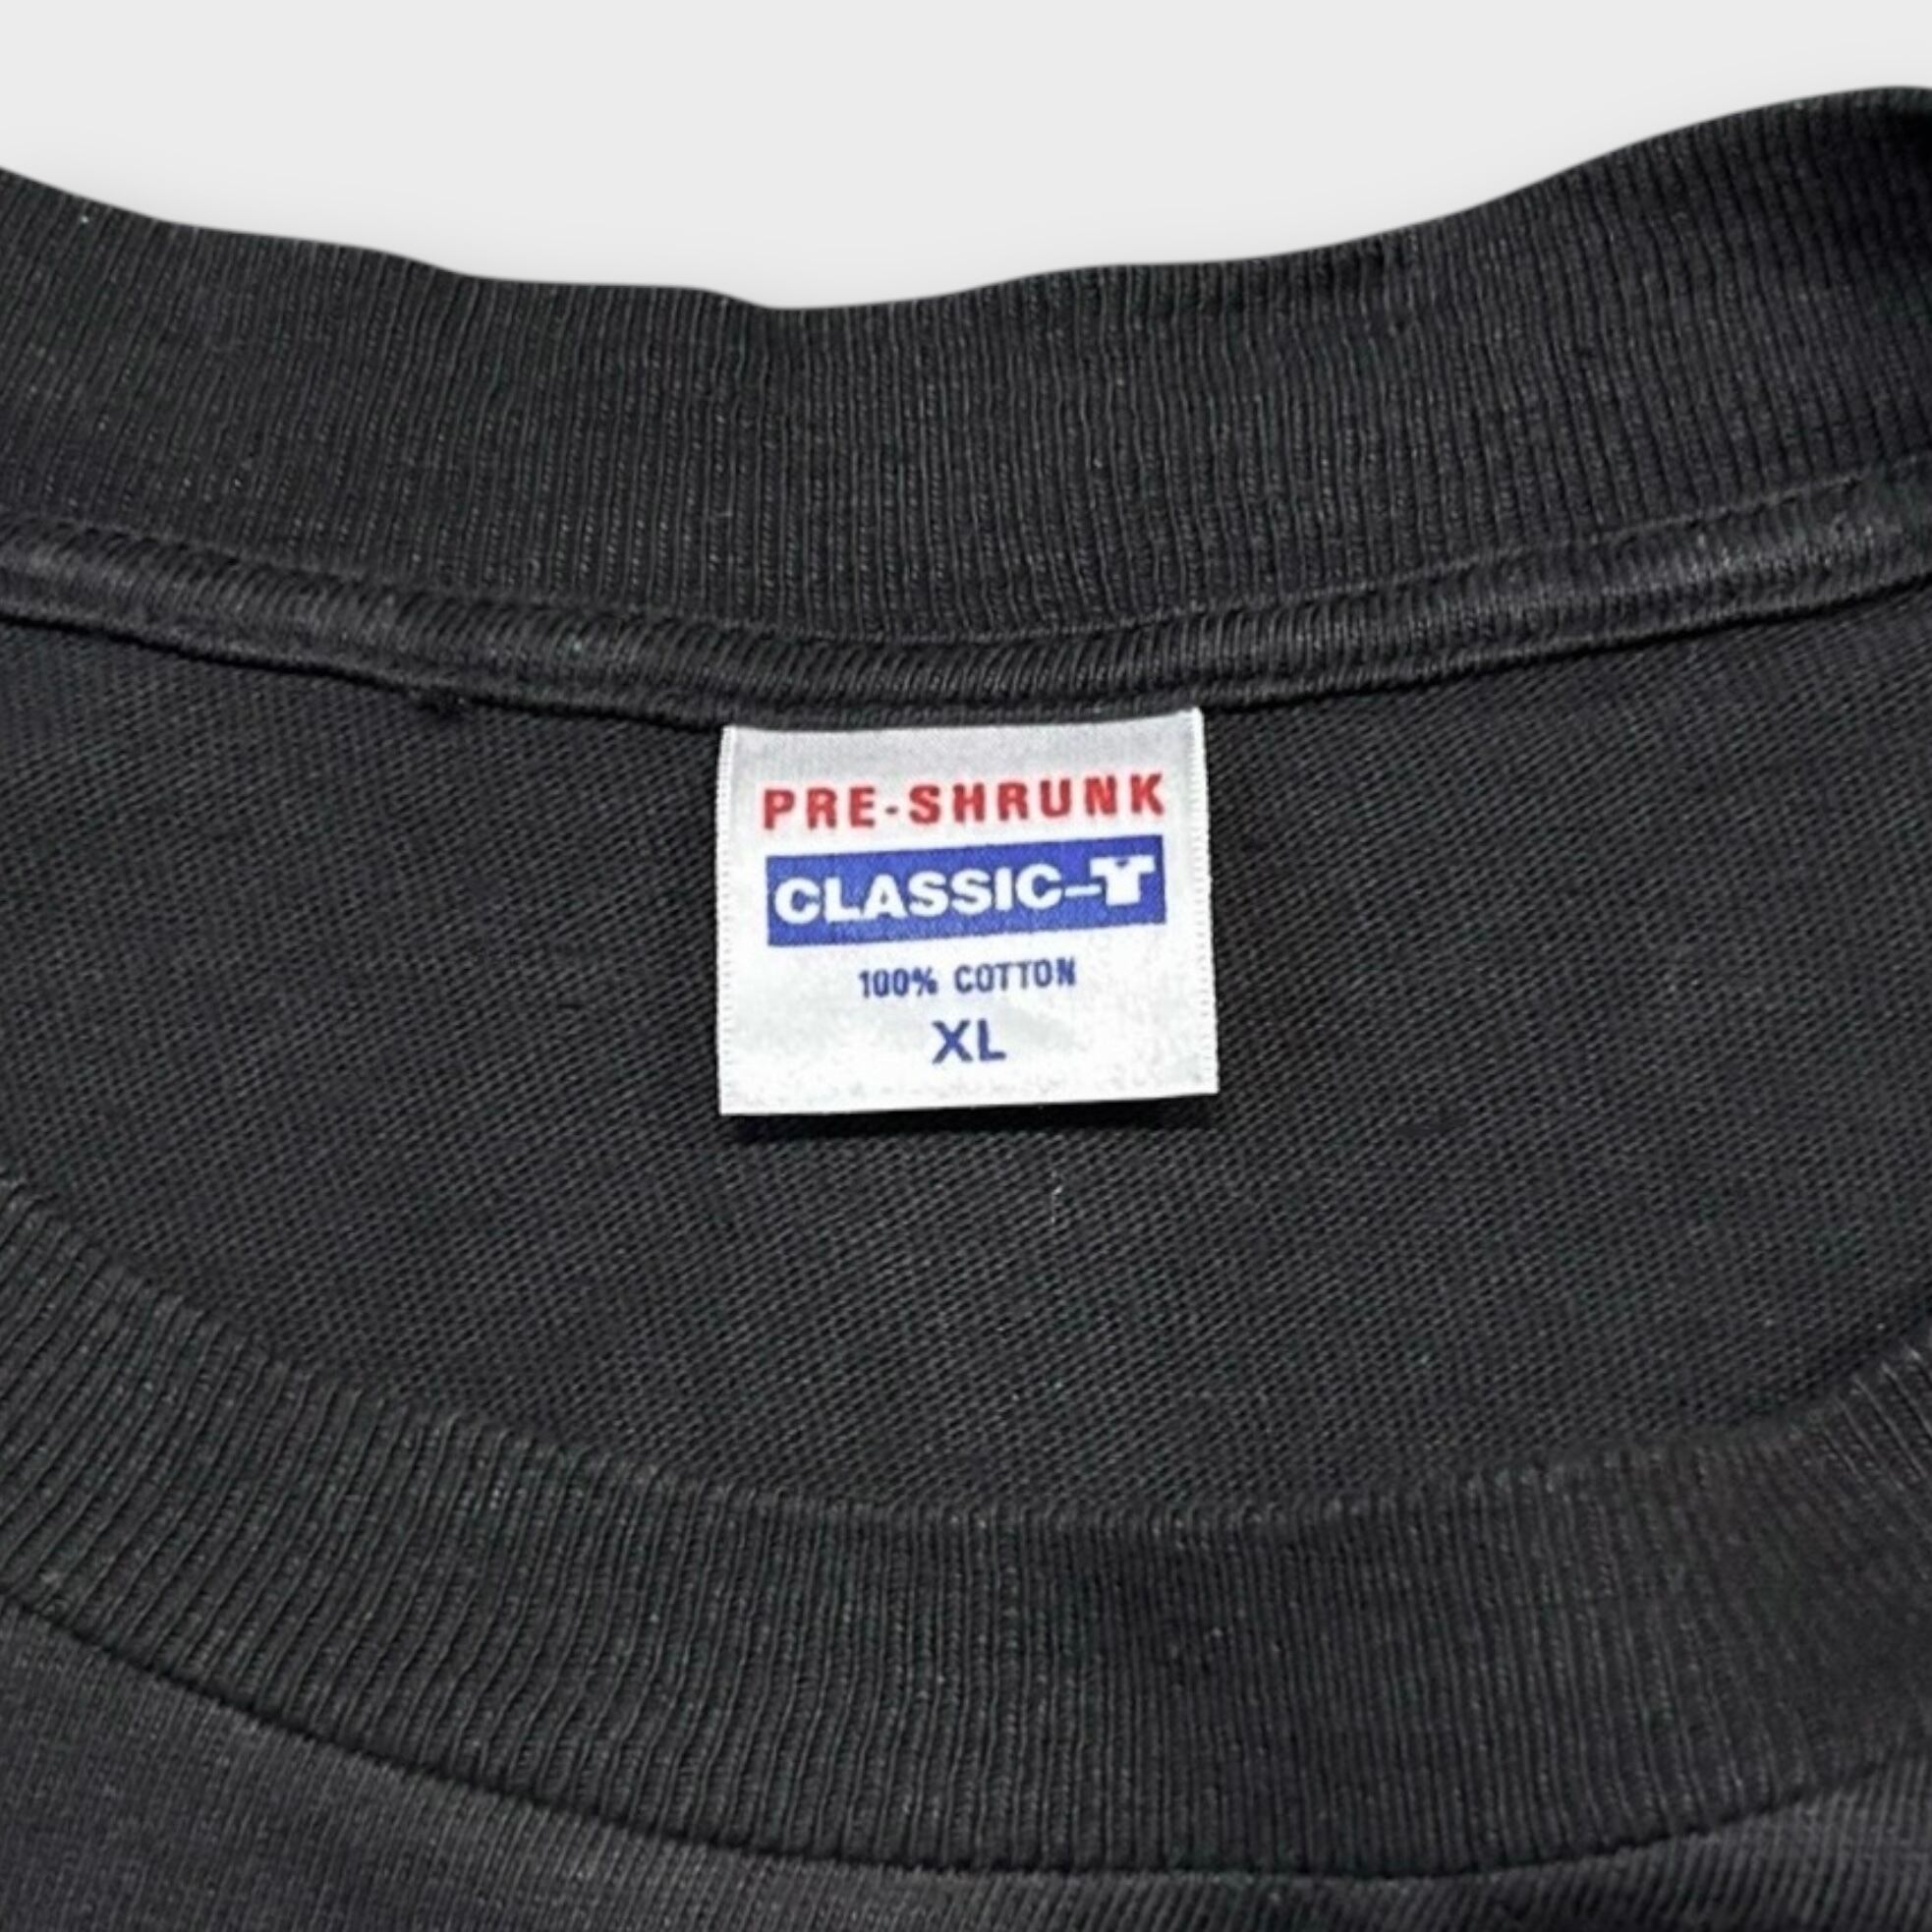 PRE-SHRUNK
CLASSIC-T
100% COTTON
XL